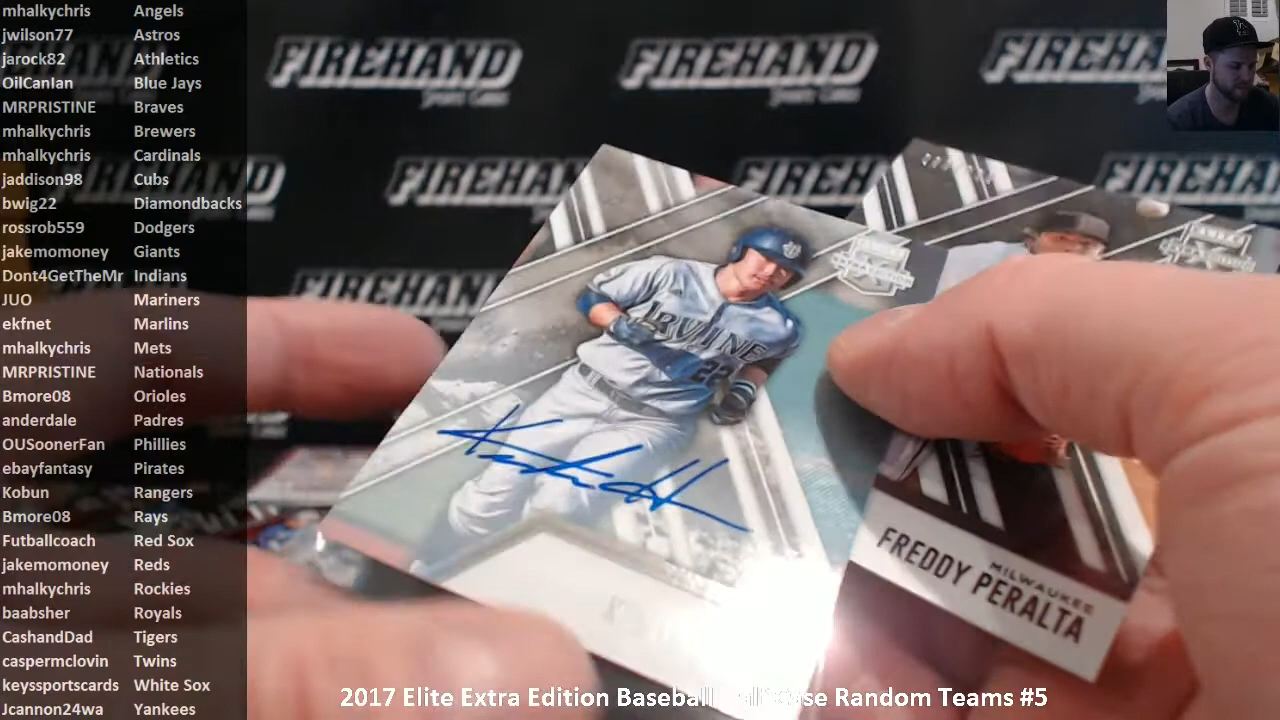 mhalkychris Angels
jwilson77 Astros
jarock82 Athletics
OilCanIan Blue Jays
MRPRISTINE Braves
mhalkychris Brewers
mhalkychris Cardinals
jaddison98 Cubs
bwig22 Diamondbacks
rossrob559 Dodgers
jakemomoney Giants
Dont4GetTheMr Indians
JUO Mariners
ekfnet Marlins
mhalkychris Mets
MRPRISTINE Nationals
Bmore08 Orioles
anderdale Padres
OUSoonerFan Phillies
ebayfantasy Pirates
Kobun Rangers
Bmore08 Rays
Futballcoach Red Sox
jakemomoney Reds
mhalkychris Rockies
baabsher Royals
CashandDad Tigers
caspermclovin Twins
keyssportscards White Sox
Jcannon24wa Yankees
FIREHAND FIREHAND FIREHAND
FIREHAND FIREHAND FIREHAND
FIREHAND
IRVINE
22
MILWAUKEE
FREDDY PERALTA
2017 Elite Extra Edition Baseball Random Teams #5